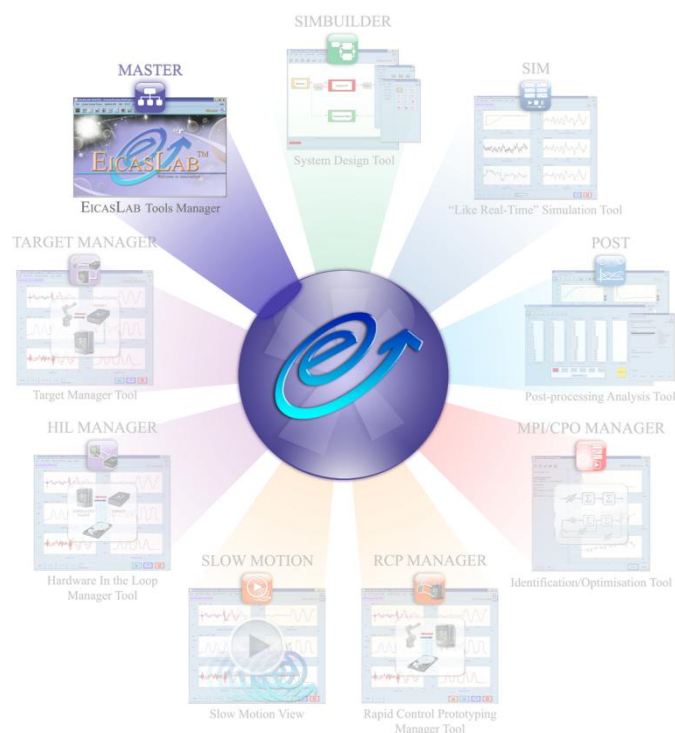 SIMBUILDER
System Design Tool
MASTER
EICASLAB™
EICASLAB Tools Manager
SIM
"Like Real-Time" Simulation Tool
TARGET MANAGER
Target Manager Tool
POST
Post-processing Analysis Tool
e
HIL MANAGER
Hardware In the Loop
Manager Tool
MPI/CPO MANAGER
Identification/Optimisation Tool
SLOW MOTION
Slow Motion View
RCP MANAGER
Rapid Control Prototyping
Manager Tool